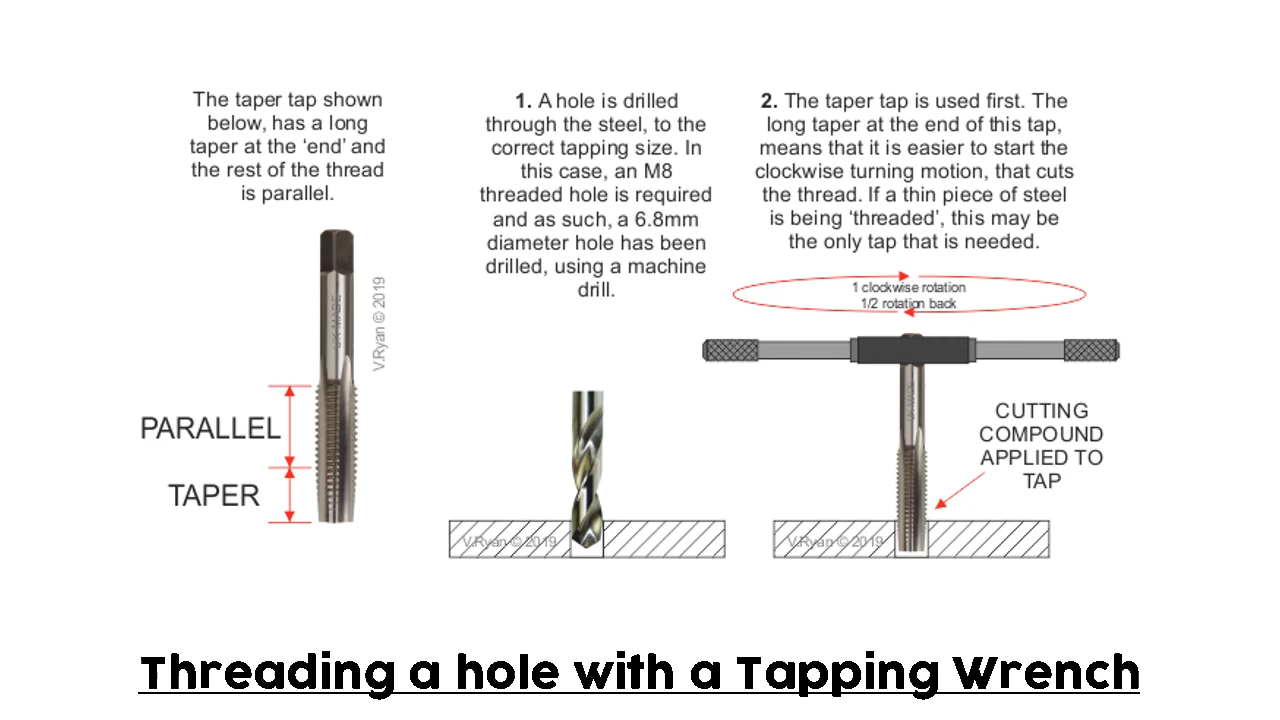 The taper tap shown
below, has a long
taper at the ‘end’ and
the rest of the thread
is parallel.
UK MADE
V.Ryan © 2019
PARALLEL
TAPER
1. A hole is drilled
through the steel, to the
correct tapping size. In
this case, an M8
threaded hole is required
and as such, a 6.8mm
diameter hole has been
drilled, using a machine
drill.
V.Ryan © 2019
2. The taper tap is used first. The
long taper at the end of this tap,
means that it is easier to start the
clockwise turning motion, that cuts
the thread. If a thin piece of steel
is being ‘threaded’, this may be
the only tap that is needed.
1 clockwise rotation
1/2 rotation back
CUTTING
COMPOUND
APPLIED TO
TAP
V.Ryan © 2019
Threading a hole with a Tapping Wrench